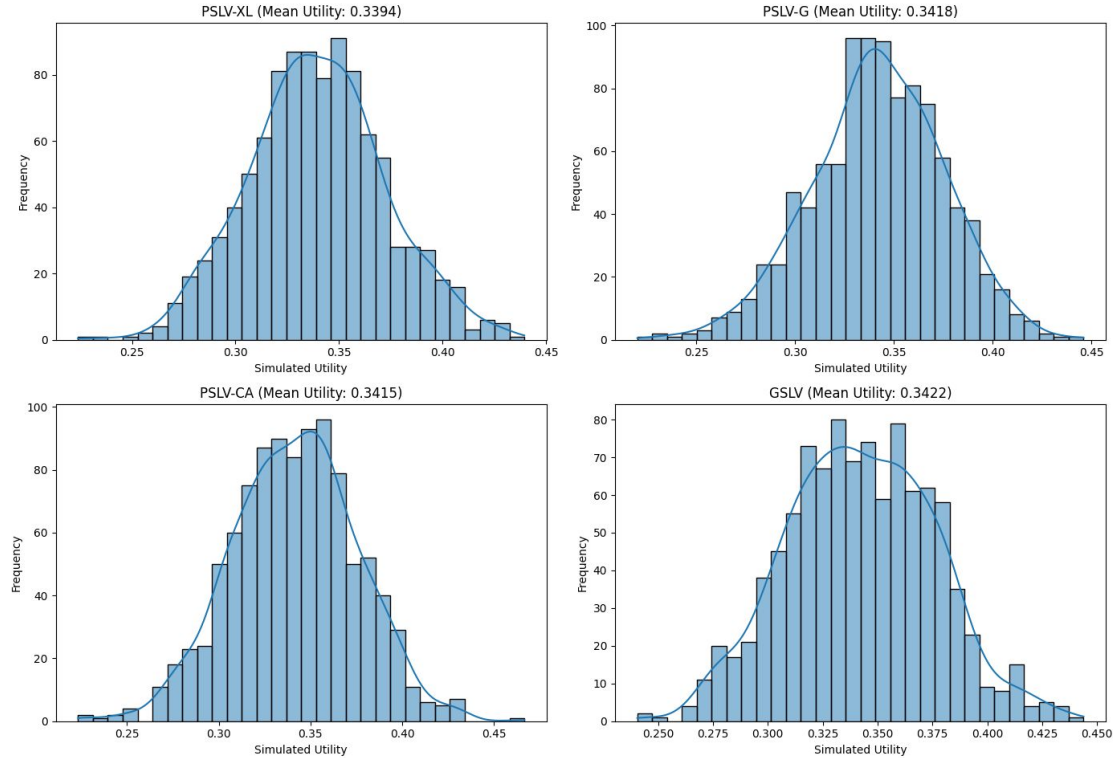 PSLV-XL (Mean Utility: 0.3394)
Frequency
80
60
40
20
0
0.25 0.30 0.35 0.40 0.45
Simulated Utility
PSLV-G (Mean Utility: 0.3418)
Frequency
100
80
60
40
20
0
0.25 0.30 0.35 0.40 0.45
Simulated Utility
PSLV-CA (Mean Utility: 0.3415)
Frequency
100
80
60
40
20
0
0.25 0.30 0.35 0.40 0.45
Simulated Utility
GSLV (Mean Utility: 0.3422)
Frequency
80
70
60
50
40
30
20
10
0
0.250 0.275 0.300 0.325 0.350 0.375 0.400 0.425 0.450
Simulated Utility